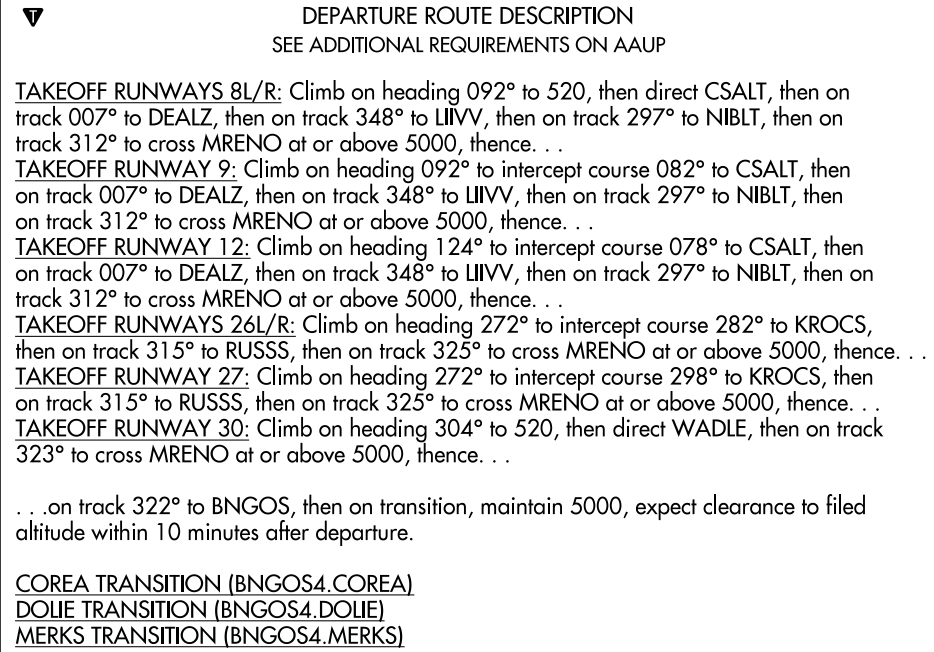 T
DEPARTURE ROUTE DESCRIPTION
SEE ADDITIONAL REQUIREMENTS ON AAUP
TAKEOFF RUNWAYS 8L/R: Climb on heading 092° to 520, then direct CSALT, then on
track 007° to DEALZ, then on track 348° to LIIVV, then on track 297° to NIBLT, then on
track 312° to cross MRENO at or above 5000, thence. . .
TAKEOFF RUNWAY 9: Climb on heading 092° to intercept course 082° to CSALT, then
on track 007° to DEALZ, then on track 348° to LIIVV, then on track 297° to NIBLT, then
on track 312° to cross MRENO at or above 5000, thence. . .
TAKEOFF RUNWAY 12: Climb on heading 124° to intercept course 078° to CSALT, then
on track 007° to DEALZ, then on track 348° to LIIVV, then on track 297° to NIBLT, then on
track 312° to cross MRENO at or above 5000, thence. . .
TAKEOFF RUNWAYS 26L/R: Climb on heading 272° to intercept course 282° to KROCS,
then on track 315° to RUSSS, then on track 325° to cross MRENO at or above 5000, thence. . .
TAKEOFF RUNWAY 27: Climb on heading 272° to intercept course 298° to KROCS, then
on track 315° to RUSSS, then on track 325° to cross MRENO at or above 5000, thence. . .
TAKEOFF RUNWAY 30: Climb on heading 304° to 520, then direct WADLE, then on track
323° to cross MRENO at or above 5000, thence. . .
. . .on track 322° to BNGOS, then on transition, maintain 5000, expect clearance to filed
altitude within 10 minutes after departure.
COREA TRANSITION (BNGOS4.COREA)
DOLIE TRANSITION (BNGOS4.DOLIE)
MERKS TRANSITION (BNGOS4.MERKS)